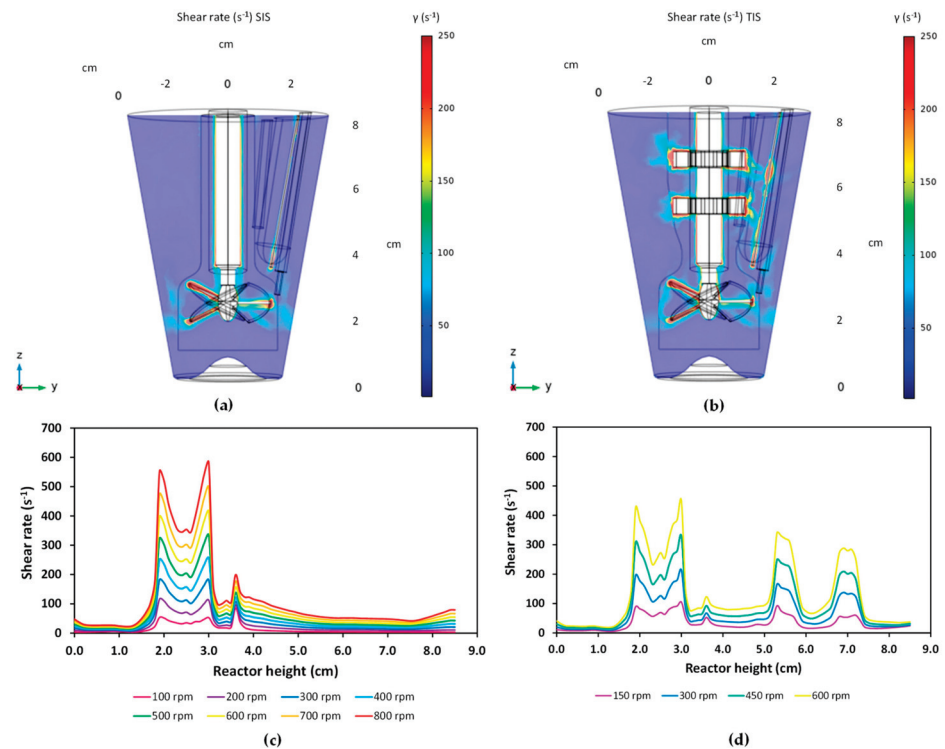 Shear rate (s⁻¹) SIS
γ (s⁻¹)
cm
cm
0
-2
0
2
250
200
150
100
50
8
6
cm
4
2
0
z
y
x
(a)
Shear rate (s⁻¹) TIS
γ (s⁻¹)
cm
cm
0
-2
0
2
250
200
150
100
50
8
6
cm
4
2
0
z
y
x
(b)
700
600
500
400
300
200
100
0
Shear rate (s⁻¹)
0.0 1.0 2.0 3.0 4.0 5.0 6.0 7.0 8.0 9.0
Reactor height (cm)
100 rpm 200 rpm 300 rpm 400 rpm
500 rpm 600 rpm 700 rpm 800 rpm
(c)
700
600
500
400
300
200
100
0
Shear rate (s⁻¹)
0.0 1.0 2.0 3.0 4.0 5.0 6.0 7.0 8.0 9.0
Reactor height (cm)
150 rpm 300 rpm 450 rpm 600 rpm
(d)